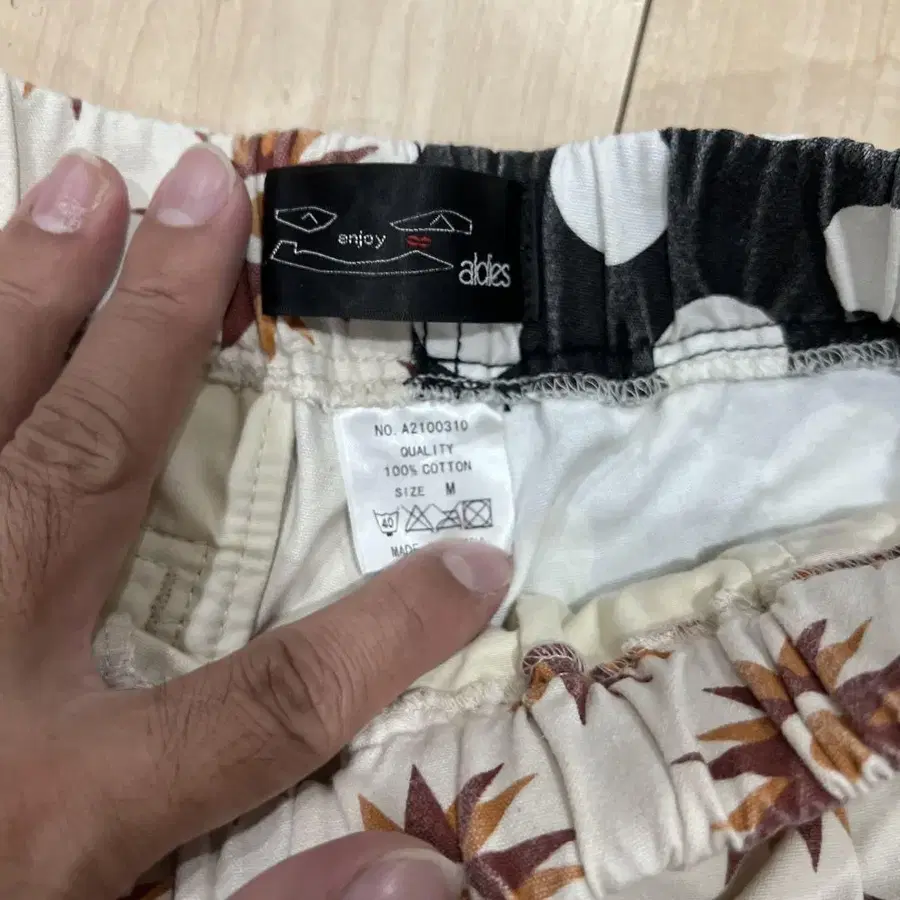 enjoy
aldies
NO. A2100310
QUALITY
100% COTTON
SIZE M
40
MADE